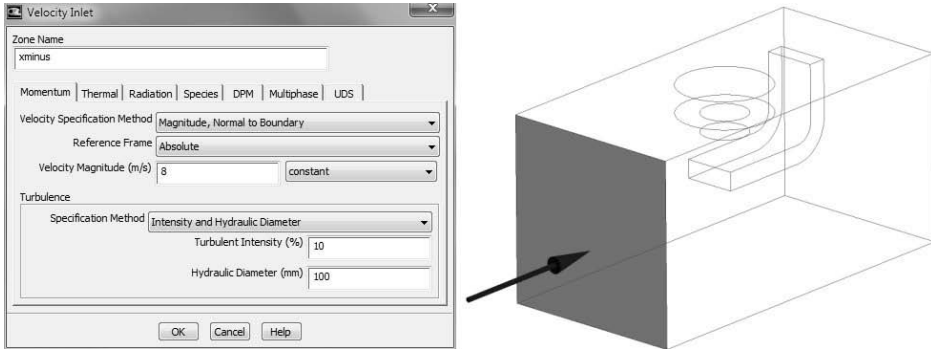 Velocity Inlet
Zone Name
xminus
Momentum Thermal Radiation Species DPM Multiphase UDS
Velocity Specification Method Magnitude, Normal to Boundary
Reference Frame Absolute
Velocity Magnitude (m/s) 8 constant
Turbulence
Specification Method Intensity and Hydraulic Diameter
Turbulent Intensity (%) 10
Hydraulic Diameter (mm) 100
OK Cancel Help